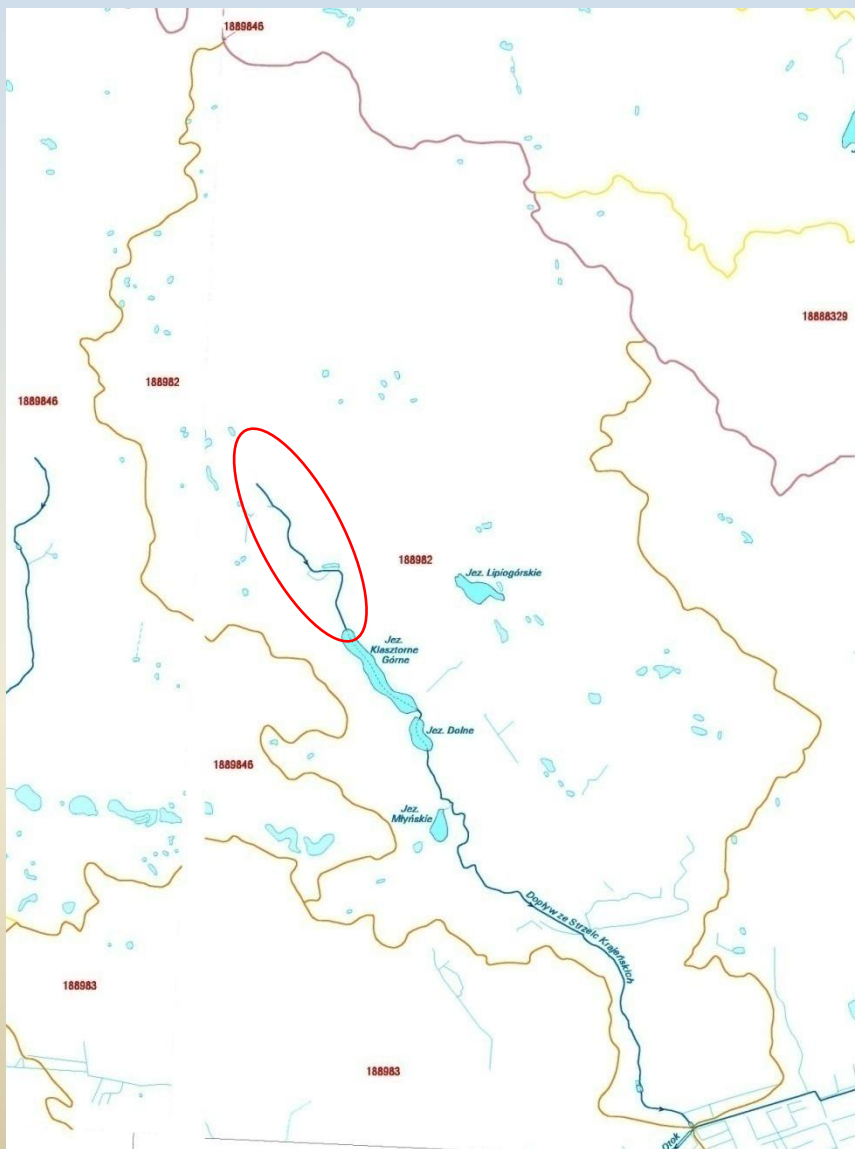 1889846
18888329
188982
1889846
188982
Jez. Lipiogórskie
Jez.
Klasztorne
Górne
Jez. Dolne
1889846
Jez.
Młyńskie
Dopływ ze Strzelc Krajeńskich
188983
188983
Otok